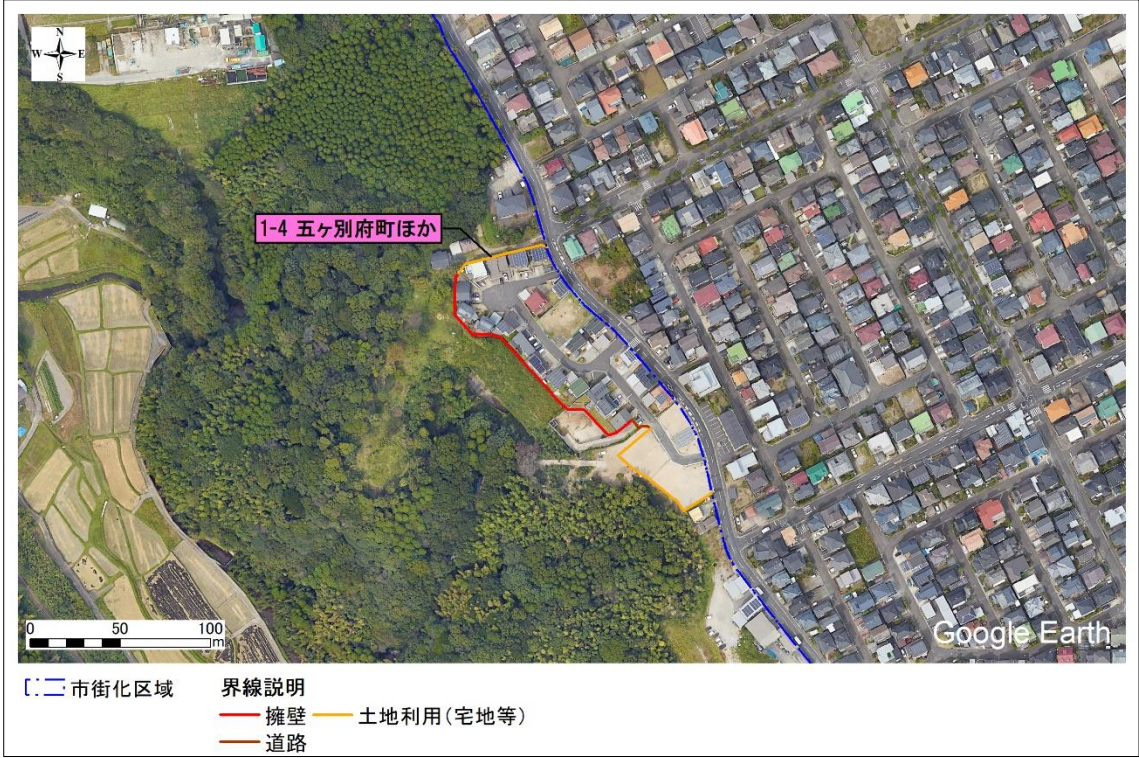 N
W E
S
1-4 五ヶ別府町ほか
0 50 100
m
Google Earth
市街化区域 界線説明
擁壁 土地利用(宅地等)
道路